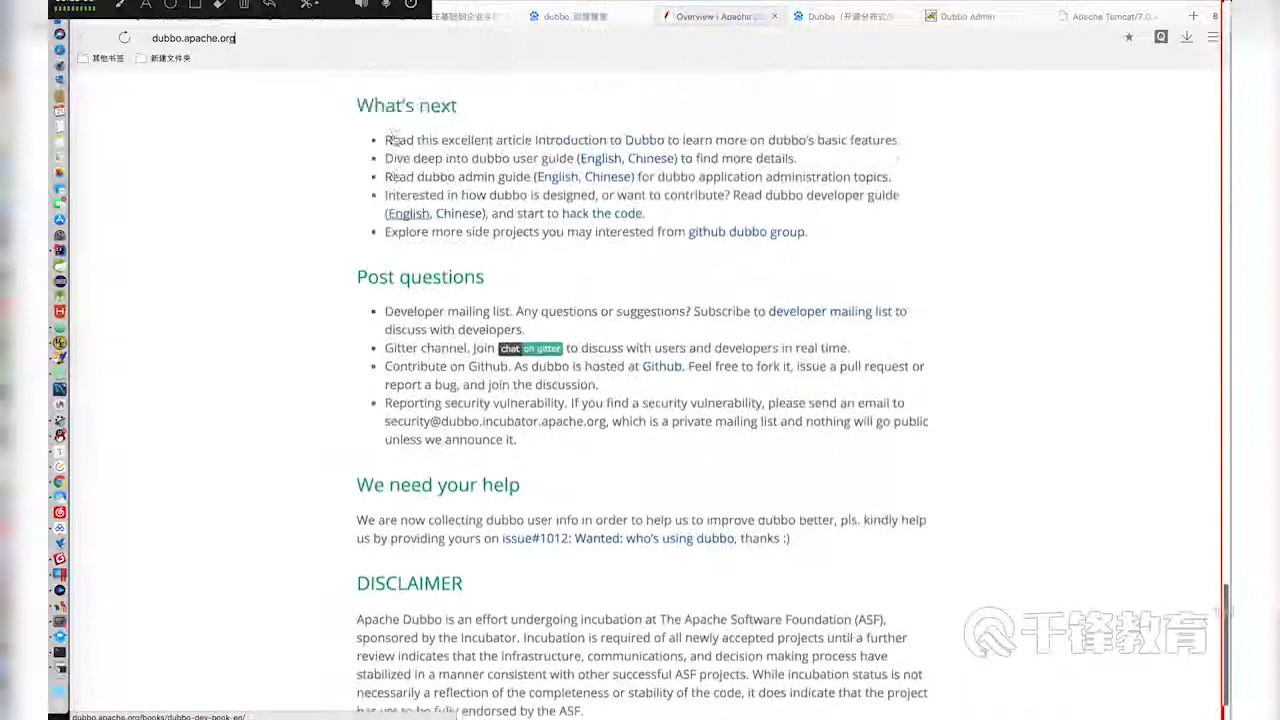 Overview | Apache
Dubbo Admin
Apache Tomcat/7.0.
dubbo.apache.org
其他书签 新建文件夹
What's next
Read this excellent article Introduction to Dubbo to learn more on dubbo's basic features.
Dive deep into dubbo user guide (English, Chinese) to find more details.
Read dubbo admin guide (English, Chinese) for dubbo application administration topics.
Interested in how dubbo is designed, or want to contribute? Read dubbo developer guide
(English, Chinese), and start to hack the code.
Explore more side projects you may interested from github dubbo group.
Post questions
Developer mailing list. Any questions or suggestions? Subscribe to developer mailing list to
discuss with developers.
Gitter channel. Join chat on gitter to discuss with users and developers in real time.
Contribute on Github. As dubbo is hosted at Github. Feel free to fork it, issue a pull request or
report a bug, and join the discussion.
Reporting security vulnerability. If you find a security vulnerability, please send an email to
security@dubbo.incubator.apache.org, which is a private mailing list and nothing will go public
unless we announce it.
We need your help
We are now collecting dubbo user info in order to help us to improve dubbo better, pls. kindly help
us by providing yours on issue#1012: Wanted: who's using dubbo, thanks :)
DISCLAIMER
Apache Dubbo is an effort undergoing incubation at The Apache Software Foundation (ASF),
sponsored by the Incubator. Incubation is required of all newly accepted projects until a further
review indicates that the infrastructure, communications, and decision making process have
stabilized in a manner consistent with other successful ASF projects. While incubation status is not
necessarily a reflection of the completeness or stability of the code, it does indicate that the project
has yet to be fully endorsed by the ASF.
千锋教育
dubbo.apache.org/books/dubbo-dev-book-en/